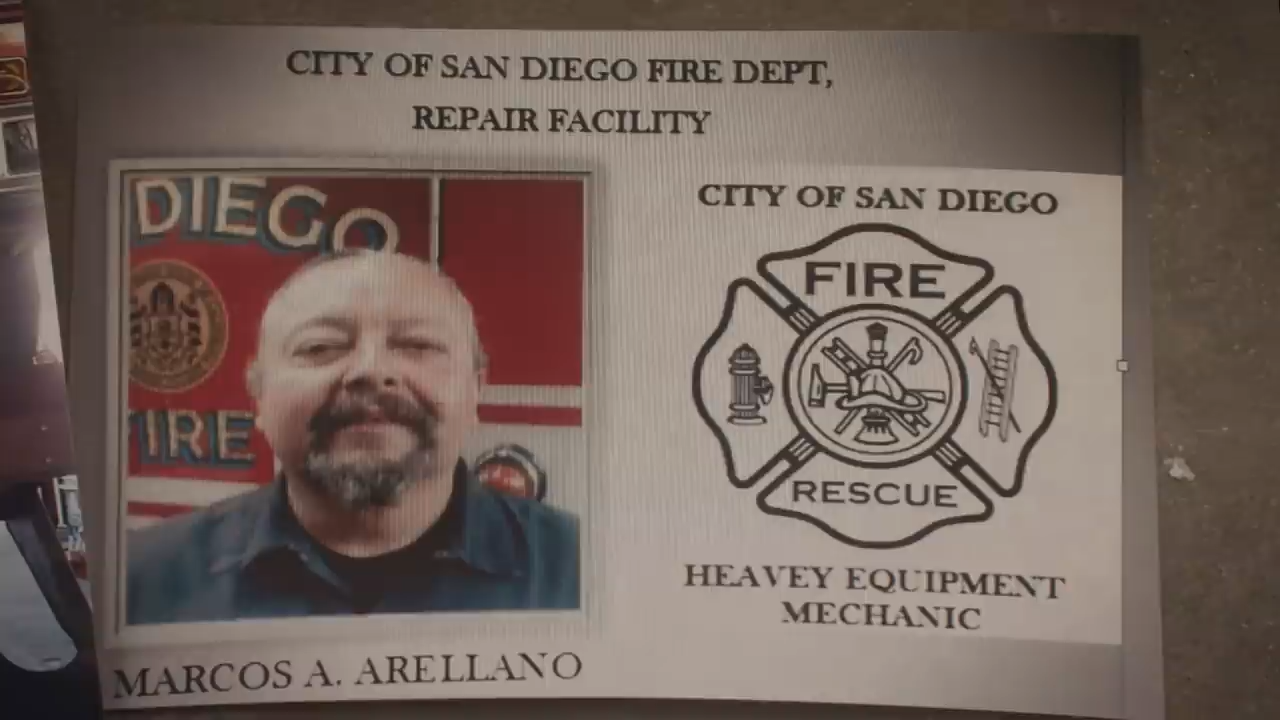 CITY OF SAN DIEGO FIRE DEPT,
REPAIR FACILITY
DIEGO
FIRE
CITY OF SAN DIEGO
FIRE
RESCUE
HEAVEY EQUIPMENT
MECHANIC
MARCOS A. ARELLANO